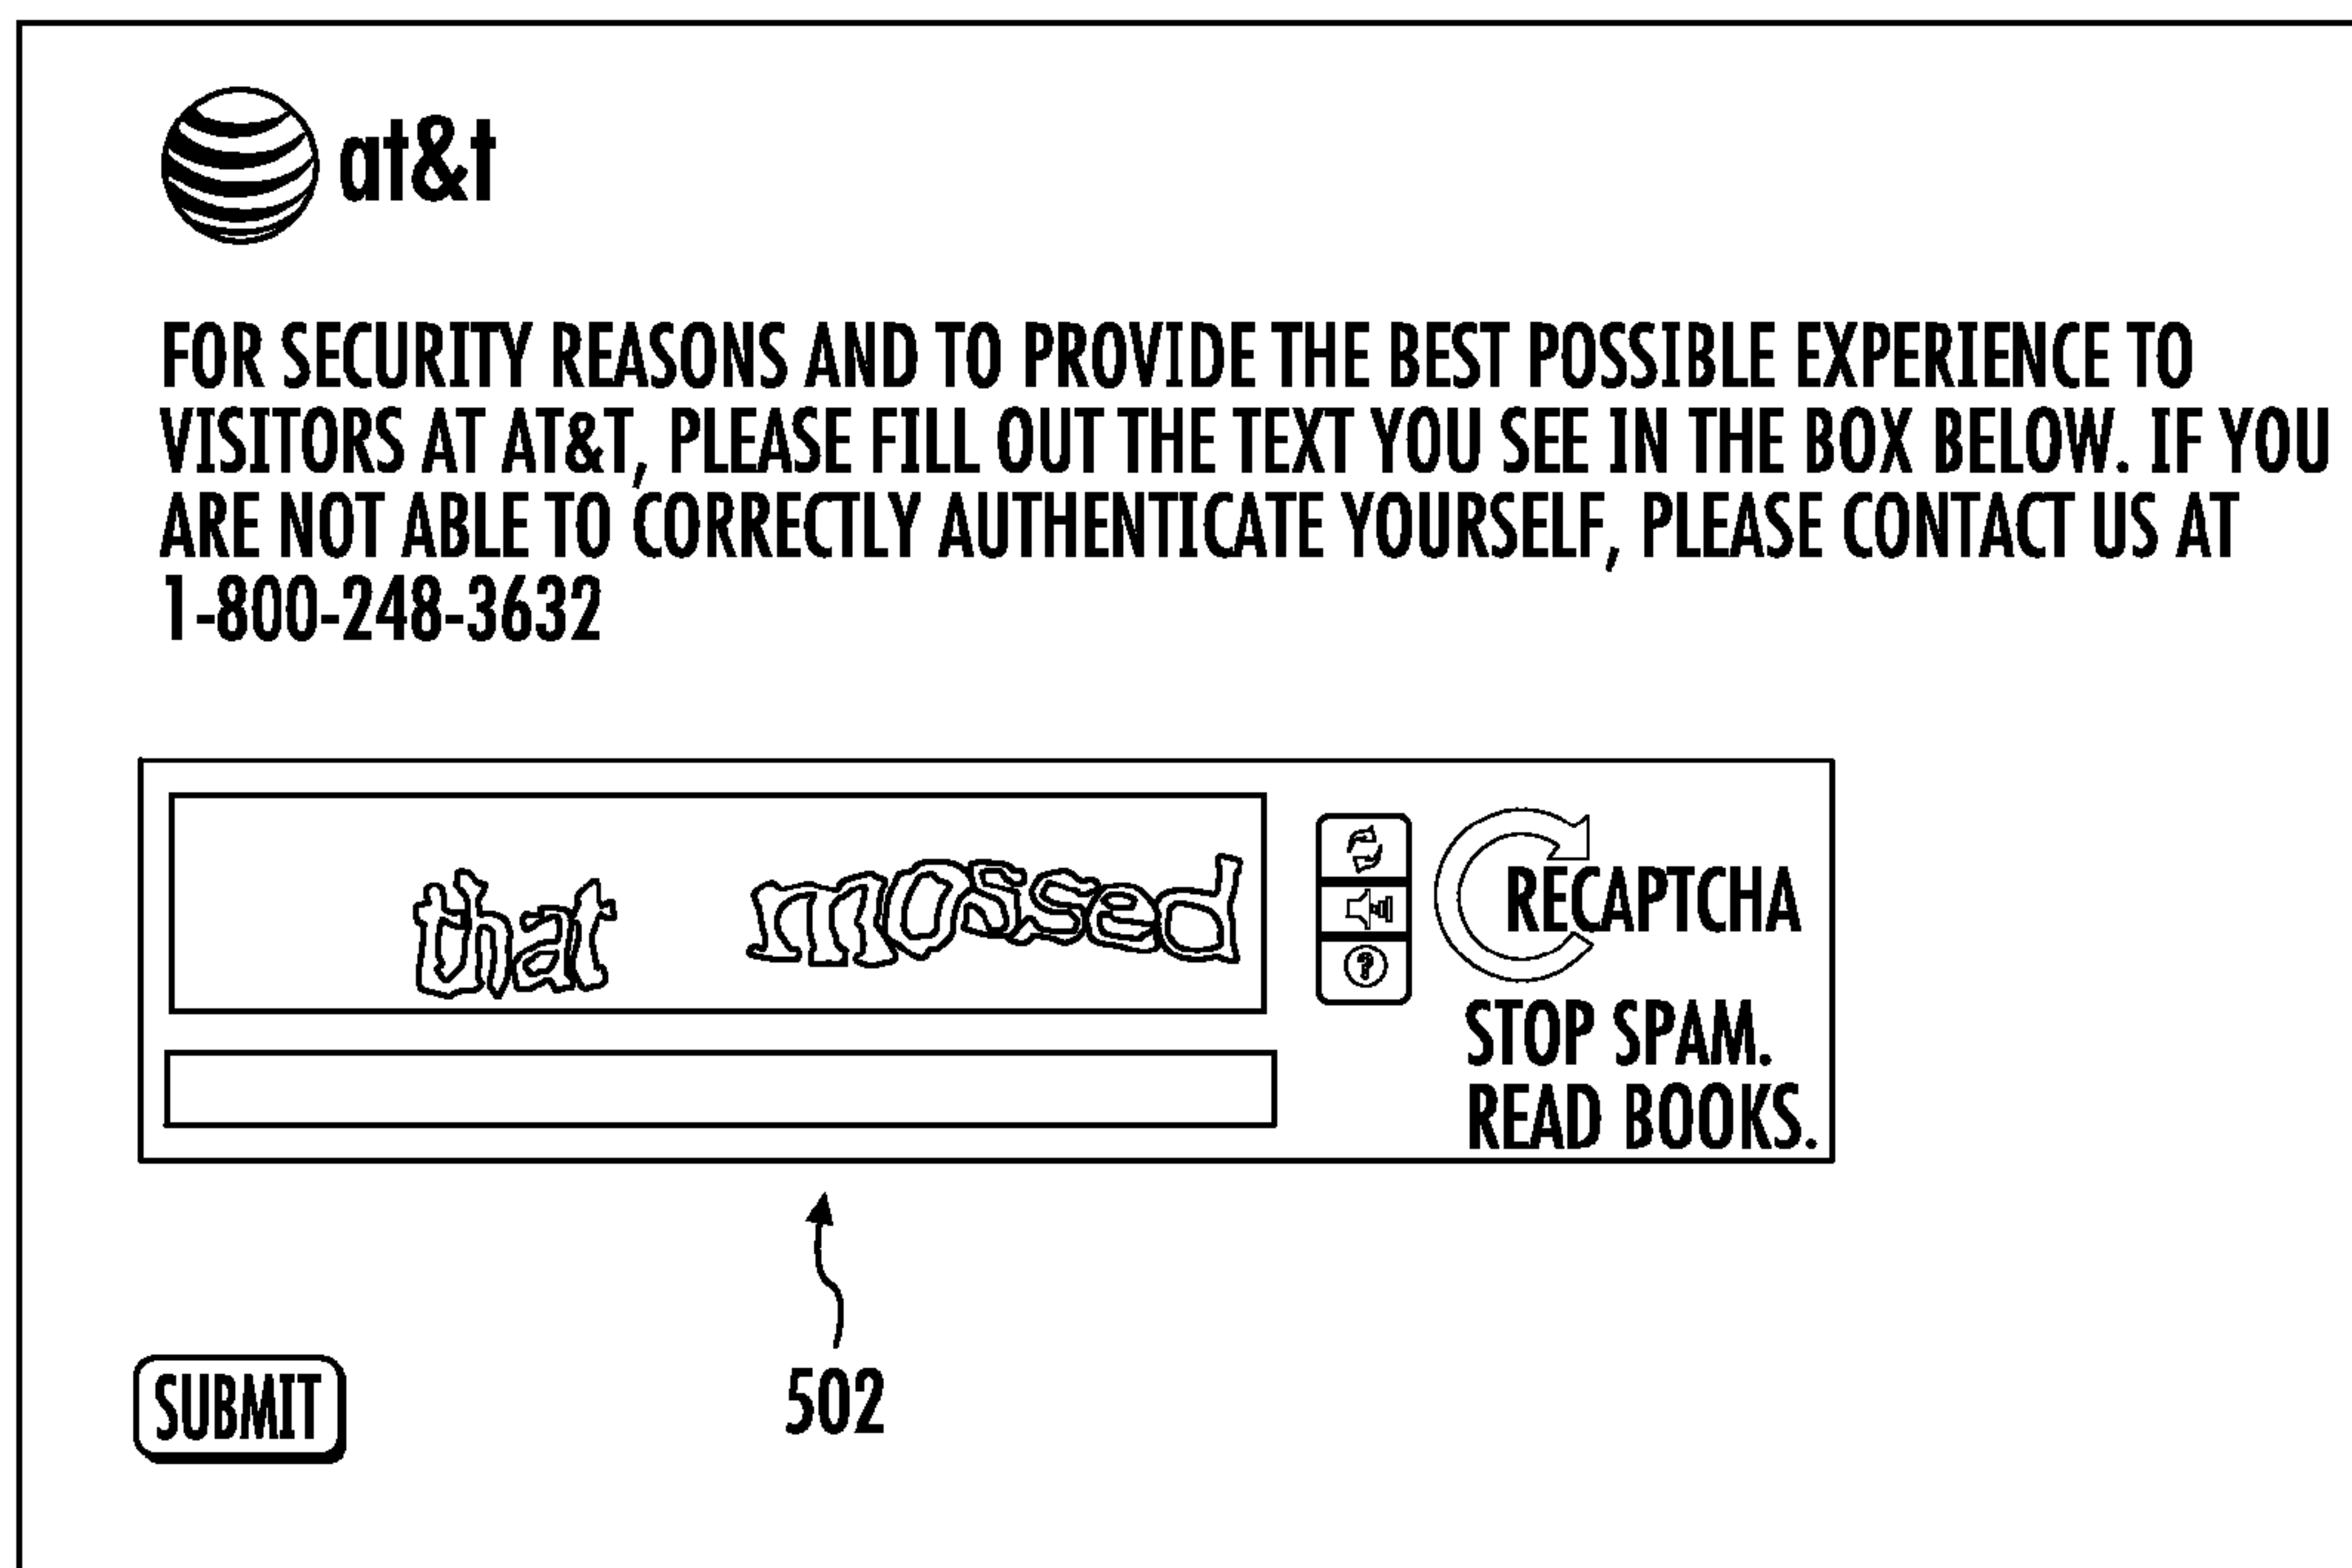 at&t
FOR SECURITY REASONS AND TO PROVIDE THE BEST POSSIBLE EXPERIENCE TO
VISITORS AT AT&T, PLEASE FILL OUT THE TEXT YOU SEE IN THE BOX BELOW. IF YOU
ARE NOT ABLE TO CORRECTLY AUTHENTICATE YOURSELF, PLEASE CONTACT US AT
1-800-248-3632
that mossed
?
RECAPTCHA
STOP SPAM.
READ BOOKS.
502
SUBMIT